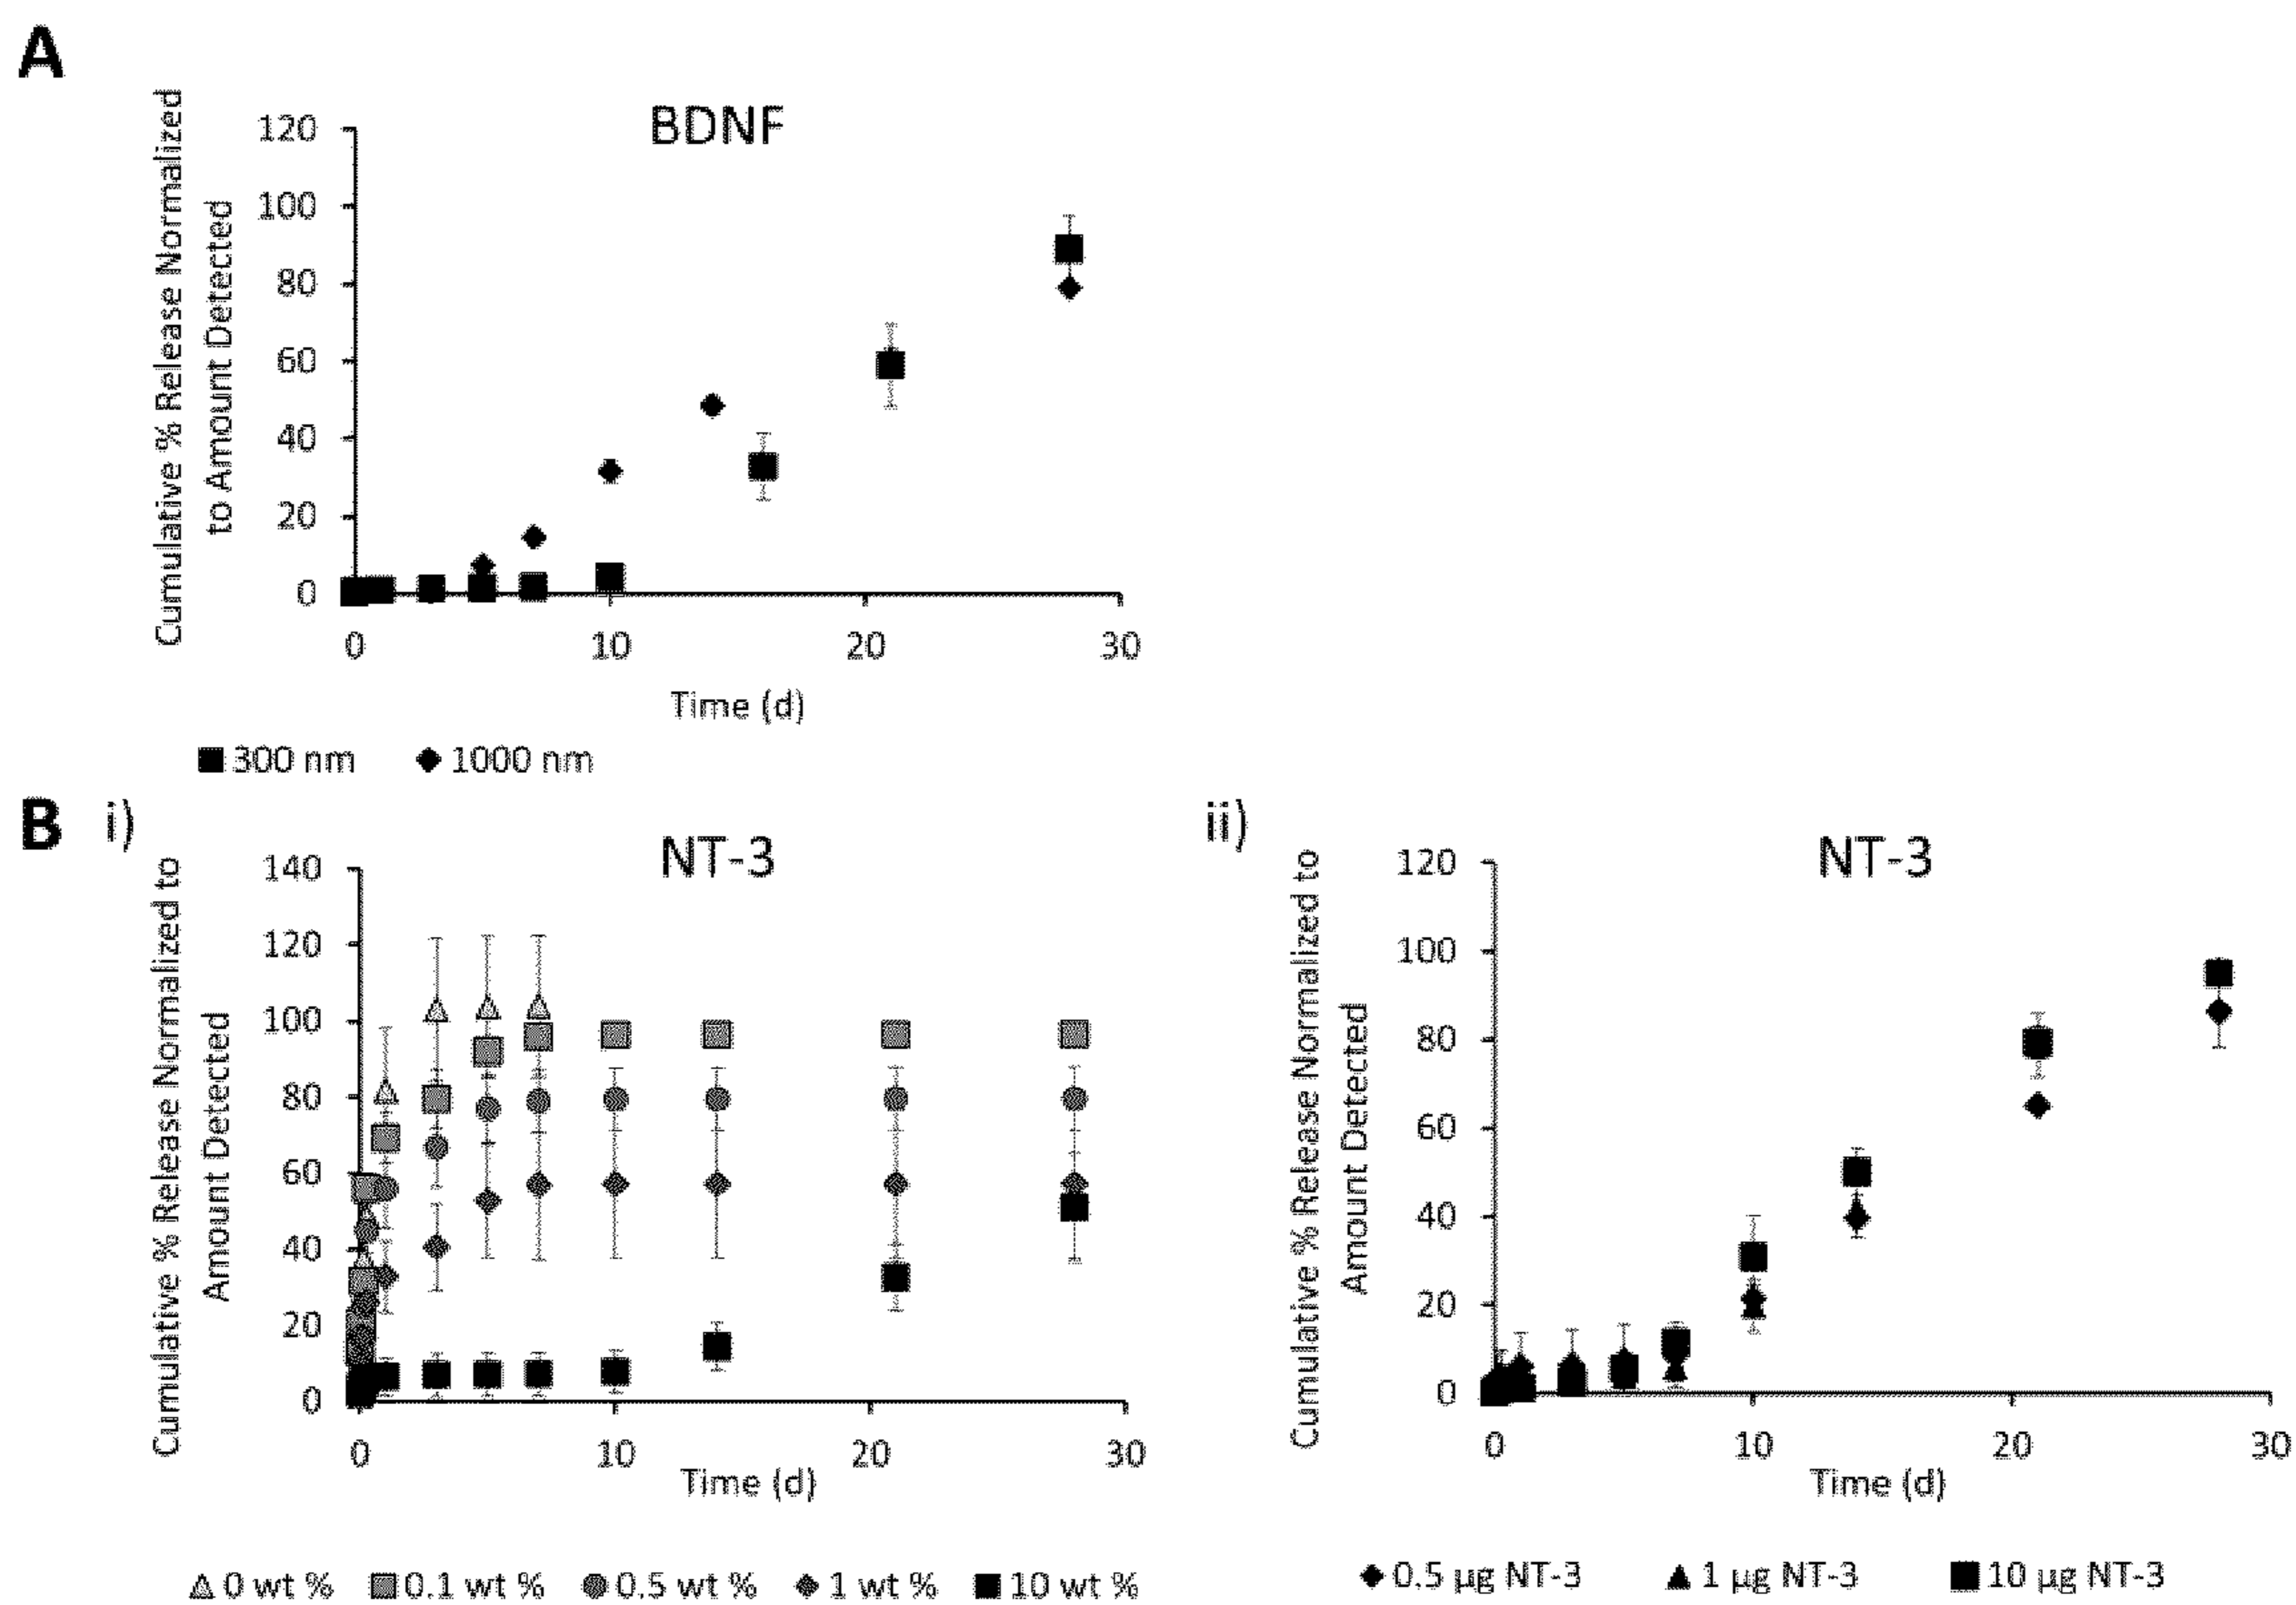 A
BDNF
Cumulative % Release Normalized
to Amount Detected
120
100
80
60
40
20
0
0 10 20 30
Time (d)
300 nm 1000 nm
B i)
NT-3
Cumulative % Release Normalized to
Amount Detected
140
120
100
80
60
40
20
0
0 10 20 30
Time (d)
0 wt % 0.1 wt % 0.5 wt % 1 wt % 10 wt %
ii)
NT-3
Cumulative % Release Normalized to
Amount Detected
120
100
80
60
40
20
0
0 10 20 30
Time (d)
0.5 µg NT-3 1 µg NT-3 10 µg NT-3